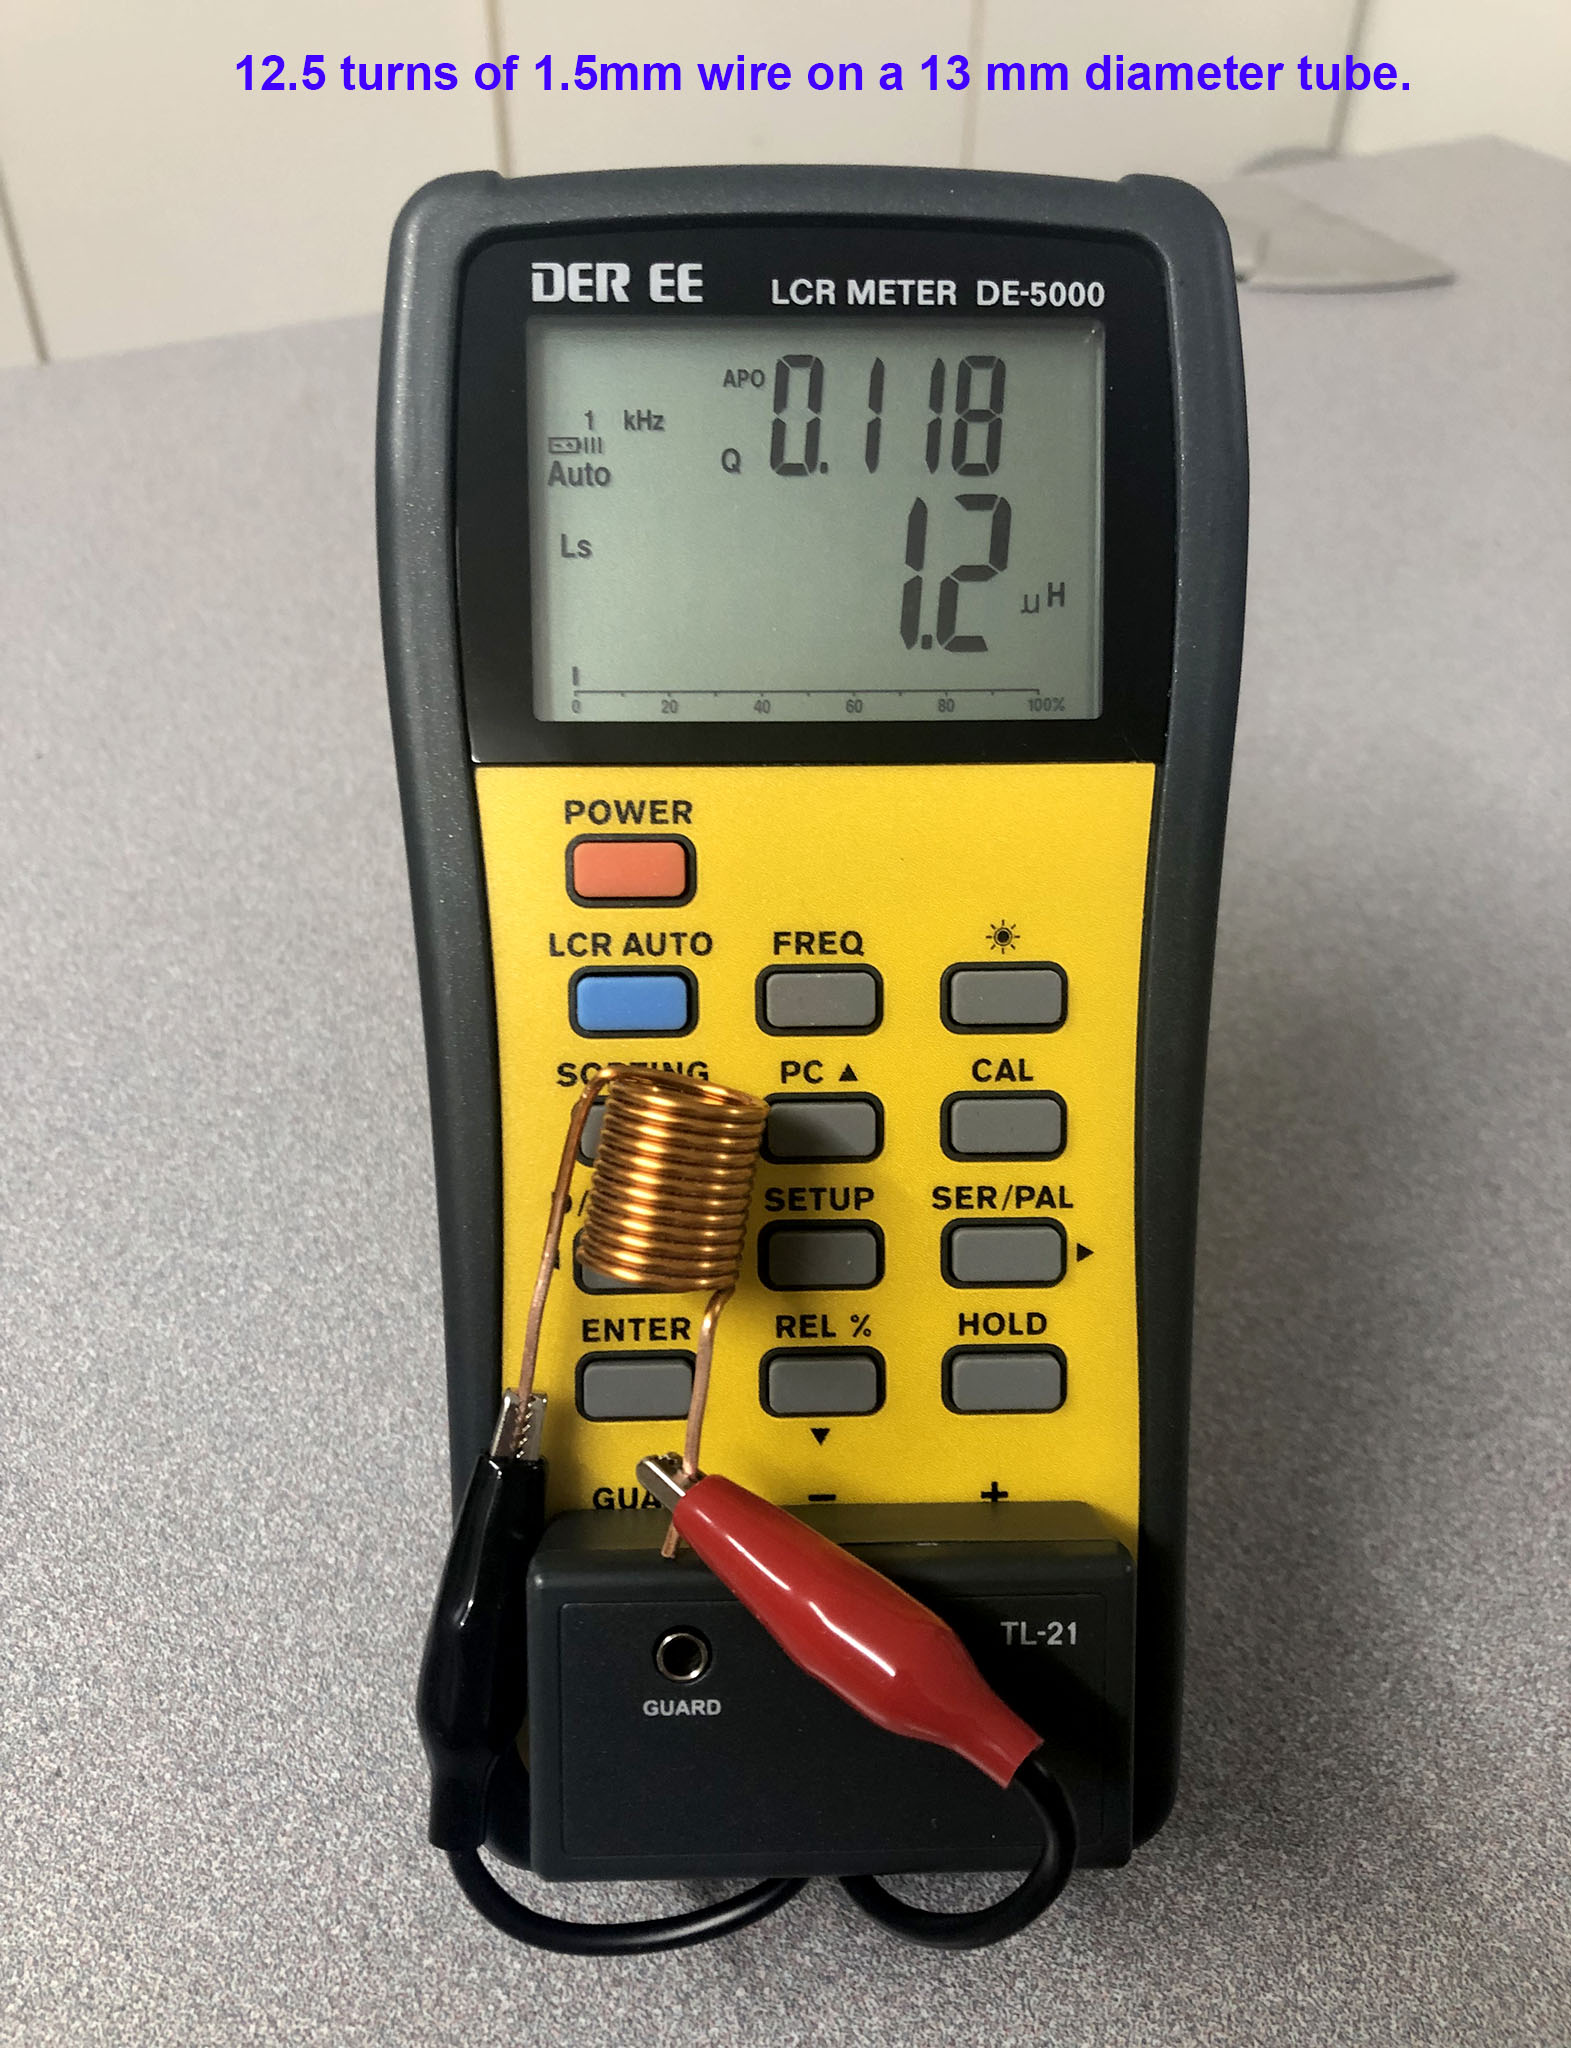 12.5 turns of 1.5mm wire on a 13 mm diameter tube.
DER EE LCR METER DE-5000
APO 0.118
1 kHz
Q
Auto
Ls 1.2 µH
0 20 40 60 80 100%
POWER
LCR AUTO FREQ
PC ▲ CAL
SETUP SER/PAL ▶
ENTER REL % HOLD
▼
− +
TL-21
GUARD